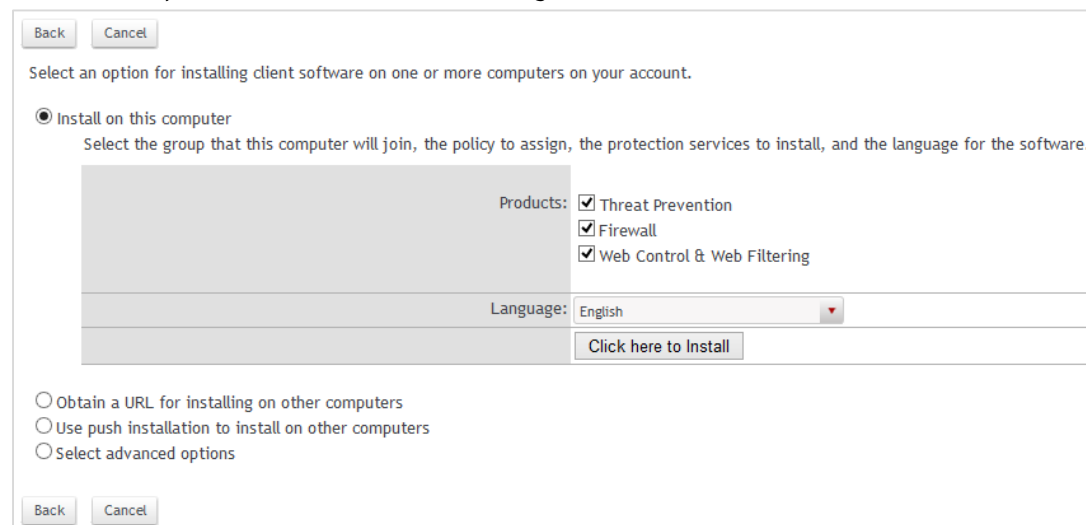 Back Cancel
Select an option for installing client software on one or more computers on your account.
Install on this computer
Select the group that this computer will join, the policy to assign, the protection services to install, and the language for the software.
Products: Threat Prevention
Firewall
Web Control & Web Filtering
Language: English
Click here to Install
Obtain a URL for installing on other computers
Use push installation to install on other computers
Select advanced options
Back Cancel